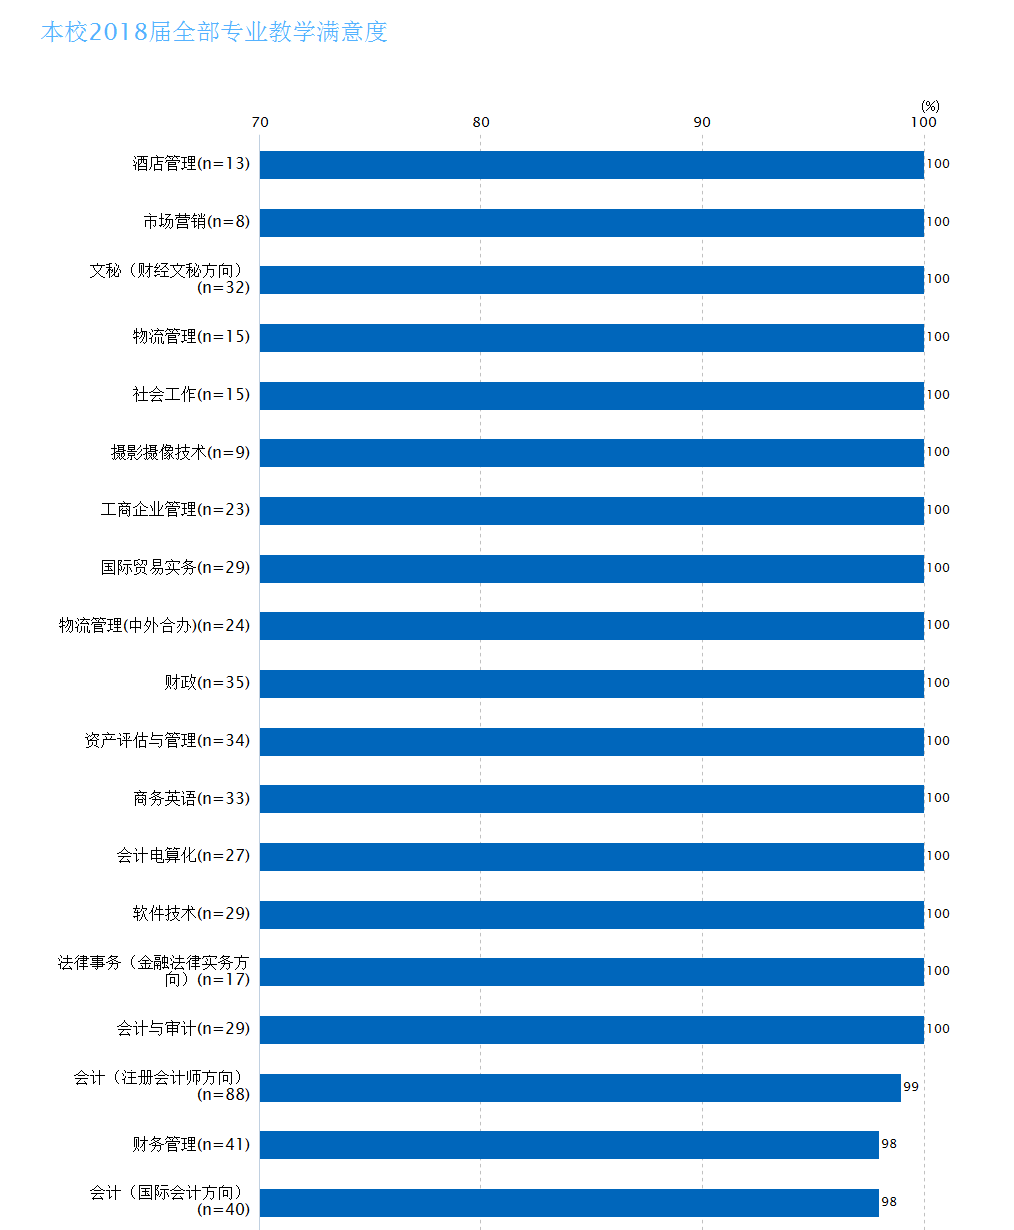 本校2018届全部专业教学满意度
(%)
70 80 90 100
酒店管理(n=13) 100
市场营销(n=8) 100
文秘（财经文秘方向）
(n=32) 100
物流管理(n=15) 100
社会工作(n=15) 100
摄影摄像技术(n=9) 100
工商企业管理(n=23) 100
国际贸易实务(n=29) 100
物流管理(中外合办)(n=24) 100
财政(n=35) 100
资产评估与管理(n=34) 100
商务英语(n=33) 100
会计电算化(n=27) 100
软件技术(n=29) 100
法律事务（金融法律实务方
向）(n=17) 100
会计与审计(n=29) 100
会计（注册会计师方向）
(n=88) 99
财务管理(n=41) 98
会计（国际会计方向）
(n=40) 98